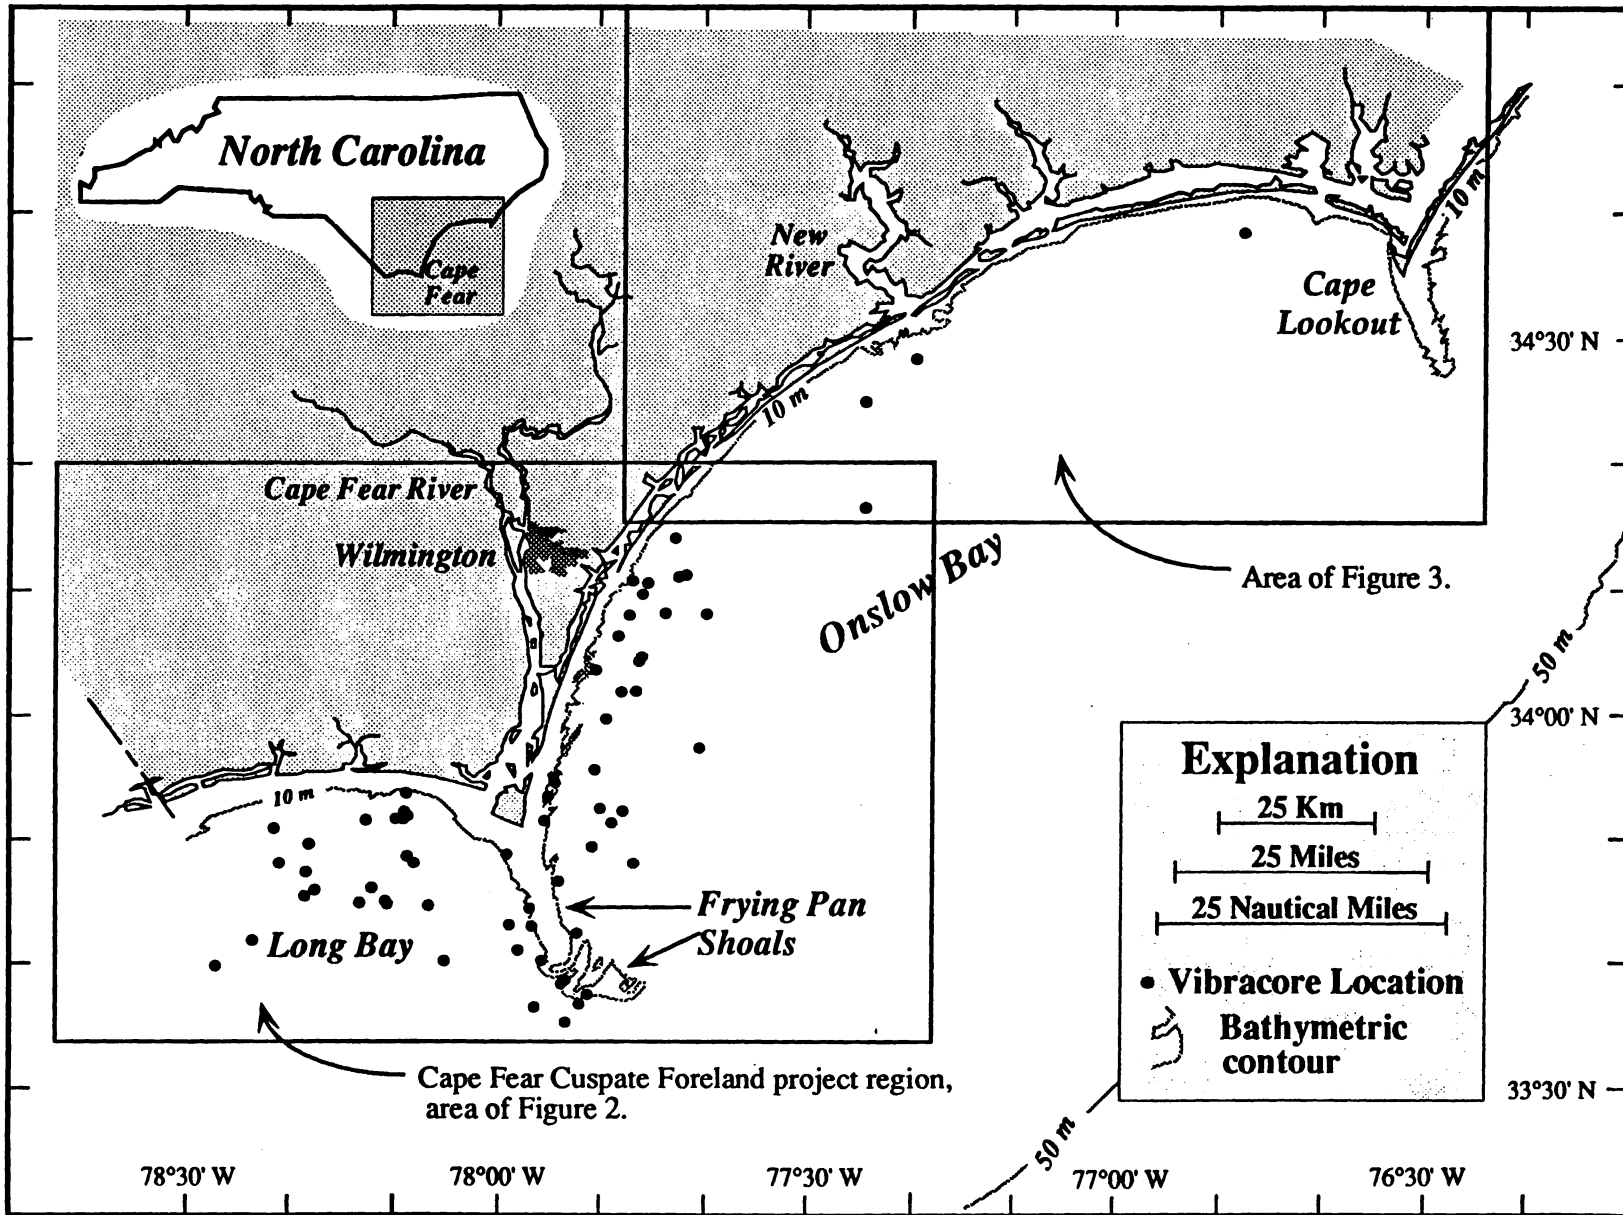 North Carolina
Cape
Fear
New
River
10 m
Cape
Lookout
34°30' N
10 m
Cape Fear River
Wilmington
Onslow Bay
Area of Figure 3.
50 m
34°00' N
10 m
Explanation
25 Km
25 Miles
25 Nautical Miles
Vibracore Location
Bathymetric
contour
Frying Pan
Shoals
Long Bay
Cape Fear Cuspate Foreland project region,
area of Figure 2.
33°30' N
50 m
78°30' W
78°00' W
77°30' W
77°00' W
76°30' W